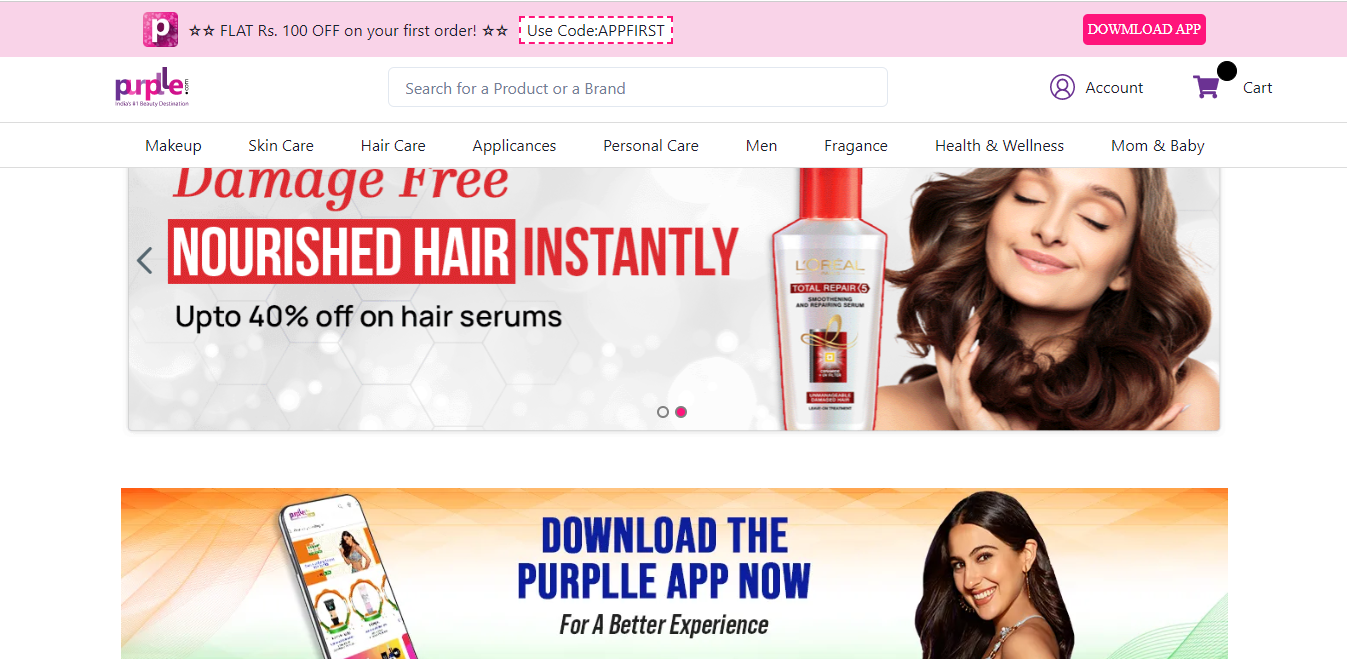 p ☆☆ FLAT Rs. 100 OFF on your first order! ☆☆ Use Code:APPFIRST DOWMLOAD APP
purplle.com
India's #1 Beauty Destination
Search for a Product or a Brand
Account
Cart
Makeup Skin Care Hair Care Applicances Personal Care Men Fragance Health & Wellness Mom & Baby
Damage Free
NOURISHED HAIR INSTANTLY
Upto 40% off on hair serums
L'ORÉAL
TOTAL REPAIR 5
SMOOTHENING
AND REPAIRING SERUM
UNMANAGEABLE
DAMAGED HAIR
LEAVE-ON TREATMENT
purplle
DOWNLOAD THE
PURPLLE APP NOW
For A Better Experience